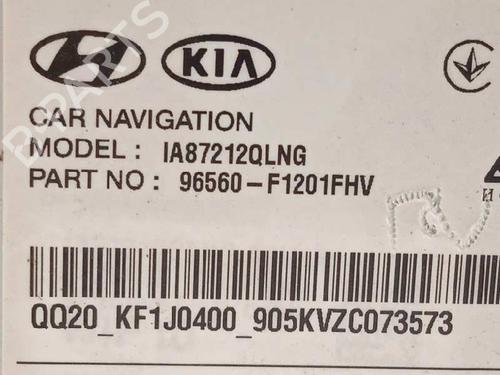 KIA
CAR NAVIGATION
MODEL : IA87212QLNG
PART NO : 96560-F1201FHV
QQ20_KF1J0400_905KVZC073573